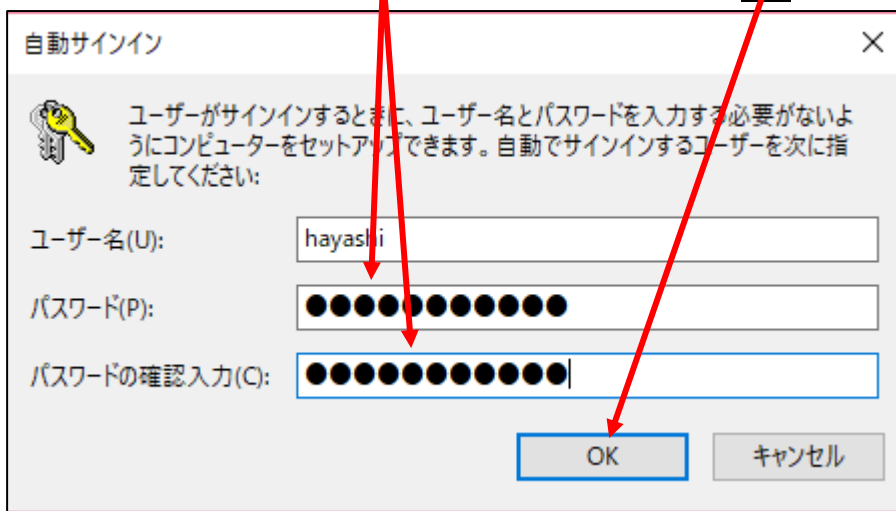 自動サインイン
ユーザーがサインインするときに、ユーザー名とパスワードを入力する必要がないよ
うにコンピューターをセットアップできます。自動でサインインするユーザーを次に指
定してください:
ユーザー名(U):
hayashi
パスワード(P):
●●●●●●●●●●●
パスワードの確認入力(C):
●●●●●●●●●●●
OK
キャンセル